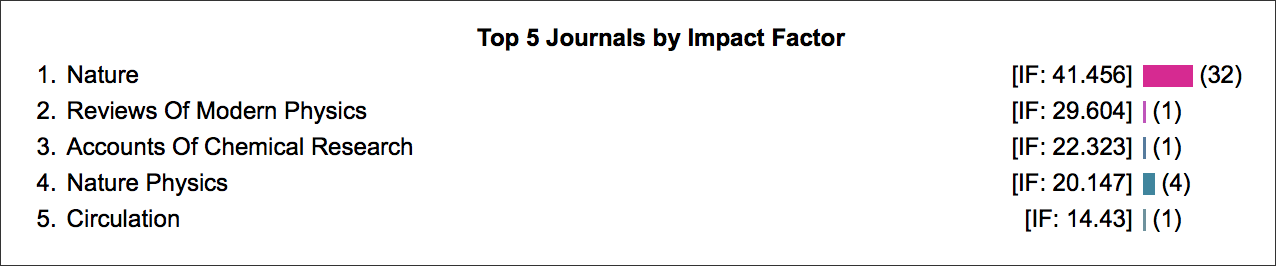 Top 5 Journals by Impact Factor
1. Nature [IF: 41.456] (32)
2. Reviews Of Modern Physics [IF: 29.604] (1)
3. Accounts Of Chemical Research [IF: 22.323] (1)
4. Nature Physics [IF: 20.147] (4)
5. Circulation [IF: 14.43] (1)